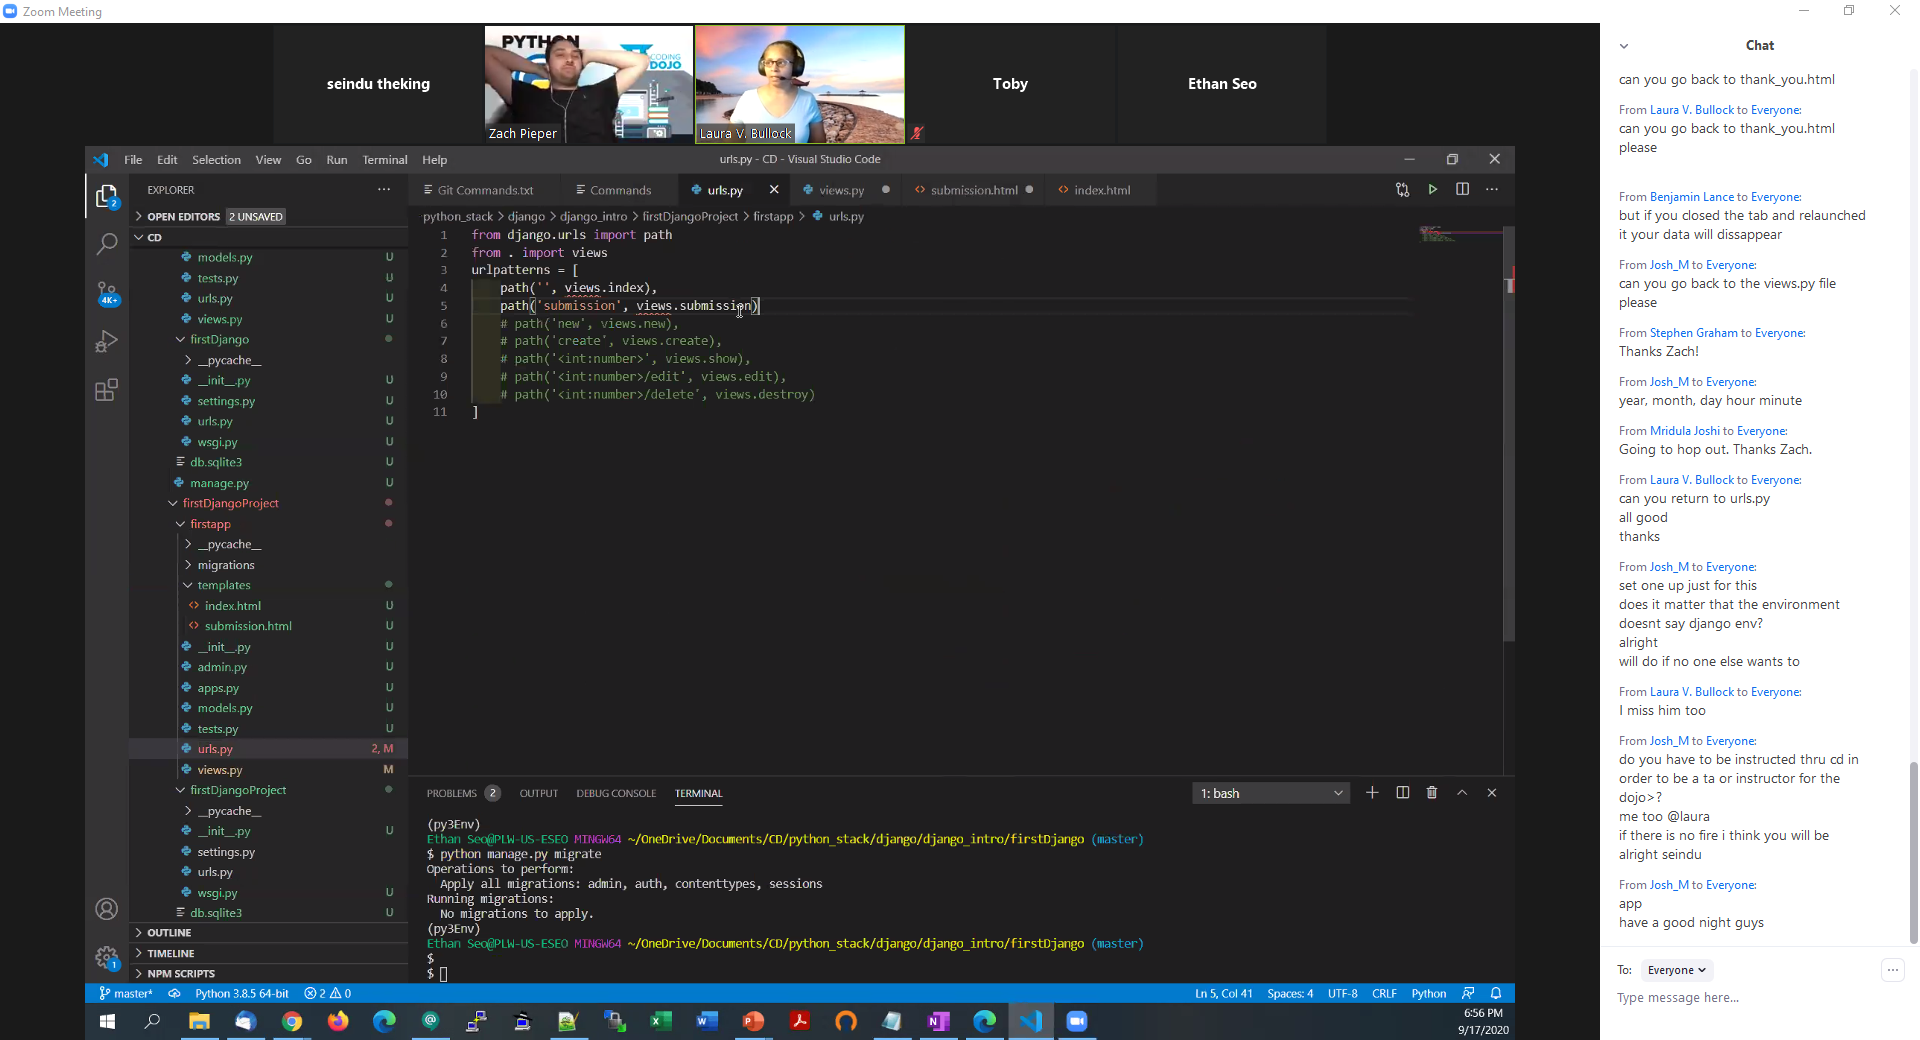 Zoom Meeting
seindu theking
PYTHON
CODING
DOJO
Zach Pieper
Laura V. Bullock
Toby
Ethan Seo
File Edit Selection View Go Run Terminal Help
urls.py - CD - Visual Studio Code
EXPLORER
OPEN EDITORS 2 UNSAVED
CD
models.py U
tests.py U
urls.py U
views.py U
firstDjango
__pycache__
__init__.py U
settings.py U
urls.py U
wsgi.py U
db.sqlite3 U
manage.py U
firstDjangoProject
firstapp
__pycache__
migrations
templates
index.html U
submission.html U
__init__.py U
admin.py U
apps.py U
models.py U
tests.py U
urls.py 2, M
views.py M
firstDjangoProject
__pycache__
__init__.py U
settings.py
urls.py
wsgi.py U
db.sqlite3 U
OUTLINE
TIMELINE
NPM SCRIPTS
2
4K+
1
Git Commands.txt Commands urls.py views.py submission.html index.html
python_stack > django > django_intro > firstDjangoProject > firstapp > urls.py
1 from django.urls import path
2 from . import views
3 urlpatterns = [
4 path('', views.index),
5 path('submission', views.submission)
6 # path('new', views.new),
7 # path('create', views.create),
8 # path('<int:number>', views.show),
9 # path('<int:number>/edit', views.edit),
10 # path('<int:number>/delete', views.destroy)
11 ]
PROBLEMS 2 OUTPUT DEBUG CONSOLE TERMINAL 1: bash
(py3Env)
Ethan Seo@PLW-US-ESEO MINGW64 ~/OneDrive/Documents/CD/python_stack/django/django_intro/firstDjango (master)
$ python manage.py migrate
Operations to perform:
Apply all migrations: admin, auth, contenttypes, sessions
Running migrations:
No migrations to apply.
(py3Env)
Ethan Seo@PLW-US-ESEO MINGW64 ~/OneDrive/Documents/CD/python_stack/django/django_intro/firstDjango (master)
$
$
master* Python 3.8.5 64-bit 2 0 Ln 5, Col 41 Spaces: 4 UTF-8 CRLF Python
6:56 PM
9/17/2020
Chat
can you go back to thank_you.html
From Laura V. Bullock to Everyone:
can you go back to thank_you.html
please
From Benjamin Lance to Everyone:
but if you closed the tab and relaunched
it your data will dissappear
From Josh_M to Everyone:
can you go back to the views.py file
please
From Stephen Graham to Everyone:
Thanks Zach!
From Josh_M to Everyone:
year, month, day hour minute
From Mridula Joshi to Everyone:
Going to hop out. Thanks Zach.
From Laura V. Bullock to Everyone:
can you return to urls.py
all good
thanks
From Josh_M to Everyone:
set one up just for this
does it matter that the environment
doesnt say django env?
alright
will do if no one else wants to
From Laura V. Bullock to Everyone:
I miss him too
From Josh_M to Everyone:
do you have to be instructed thru cd in
order to be a ta or instructor for the
dojo>?
me too @laura
if there is no fire i think you will be
alright seindu
From Josh_M to Everyone:
app
have a good night guys
To: Everyone
Type message here...